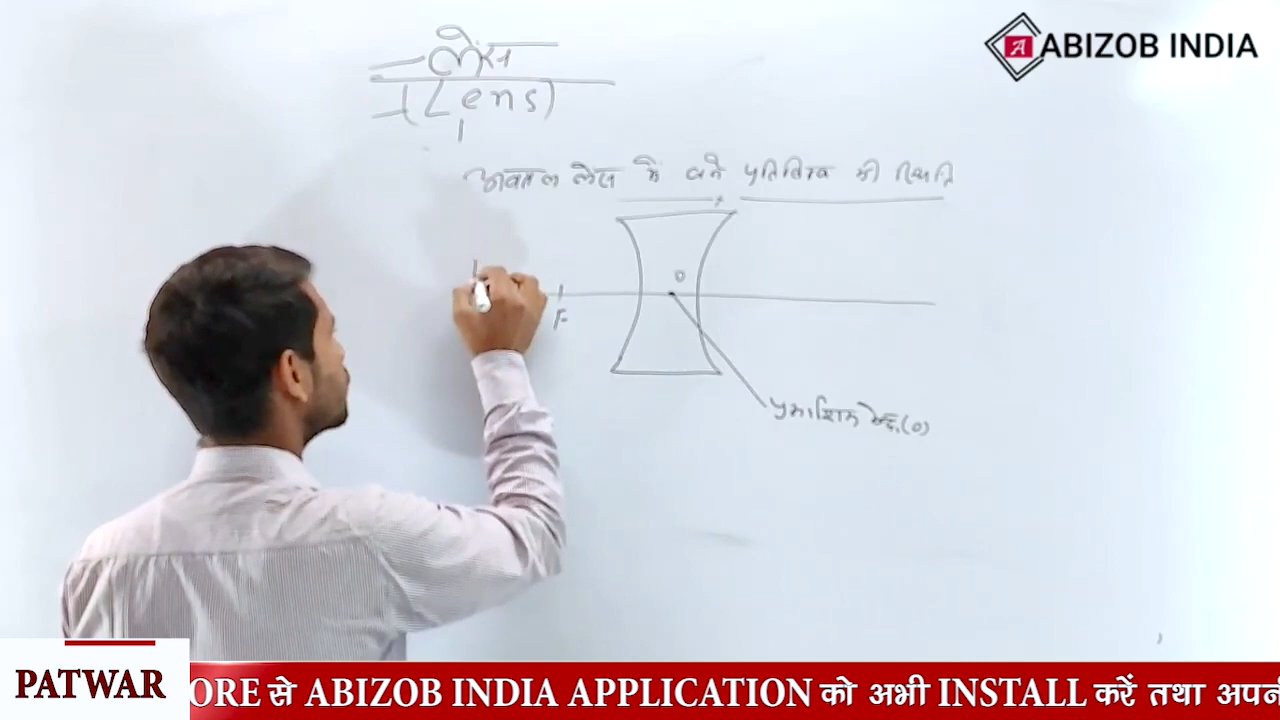 लेंस
(Lens)
ABIZOB INDIA
अवतल लेंस में बने प्रतिबिम्ब की स्थिति
O
F
प्रकाशिक केंद्र (O)
PATWAR
ORE से ABIZOB INDIA APPLICATION को अभी INSTALL करें तथा अपनी